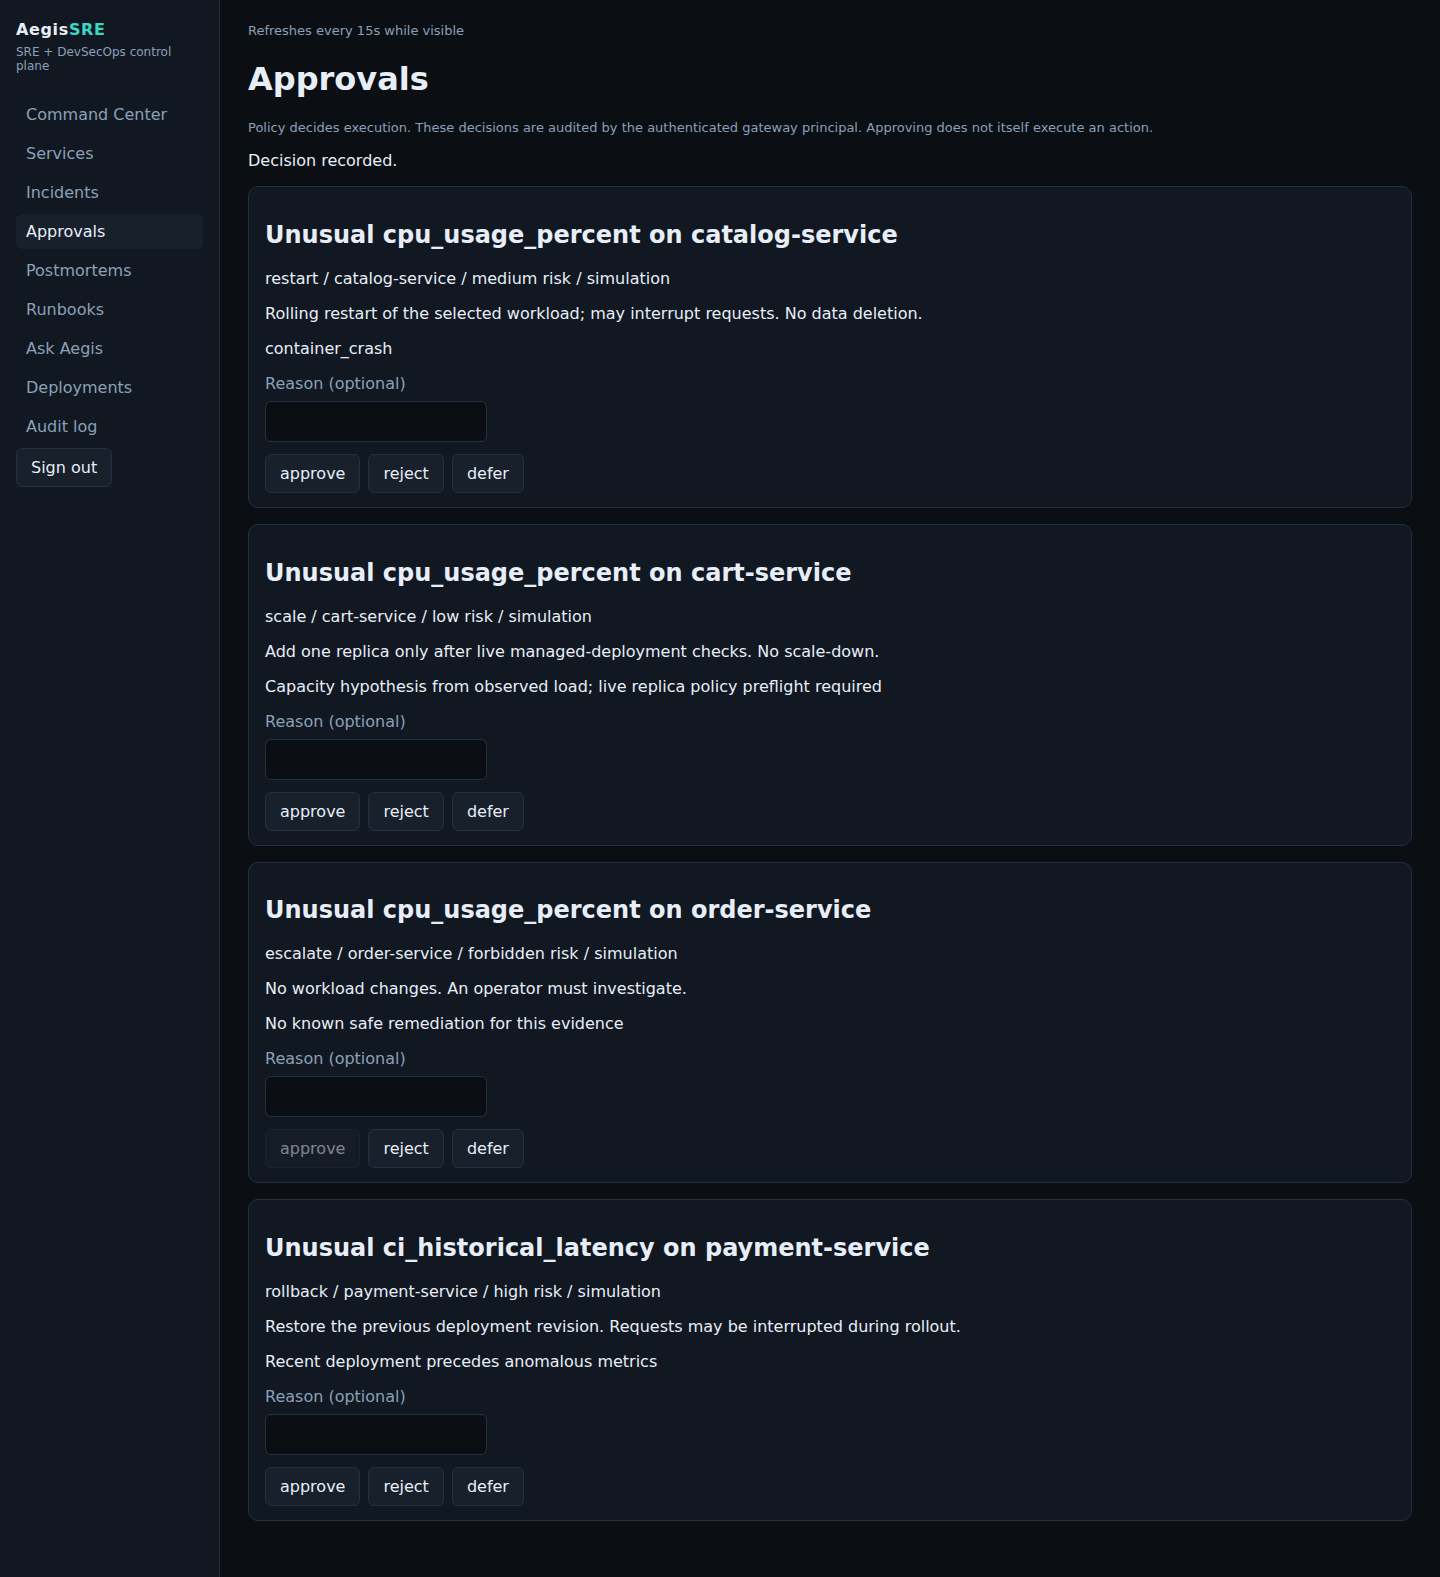 AegisSRE
SRE + DevSecOps control
plane
Command Center
Services
Incidents
Approvals
Postmortems
Runbooks
Ask Aegis
Deployments
Audit log
Sign out
Refreshes every 15s while visible
Approvals
Policy decides execution. These decisions are audited by the authenticated gateway principal. Approving does not itself execute an action.
Decision recorded.
Unusual cpu_usage_percent on catalog-service
restart / catalog-service / medium risk / simulation
Rolling restart of the selected workload; may interrupt requests. No data deletion.
container_crash
Reason (optional)
approve reject defer
Unusual cpu_usage_percent on cart-service
scale / cart-service / low risk / simulation
Add one replica only after live managed-deployment checks. No scale-down.
Capacity hypothesis from observed load; live replica policy preflight required
Reason (optional)
approve reject defer
Unusual cpu_usage_percent on order-service
escalate / order-service / forbidden risk / simulation
No workload changes. An operator must investigate.
No known safe remediation for this evidence
Reason (optional)
approve reject defer
Unusual ci_historical_latency on payment-service
rollback / payment-service / high risk / simulation
Restore the previous deployment revision. Requests may be interrupted during rollout.
Recent deployment precedes anomalous metrics
Reason (optional)
approve reject defer